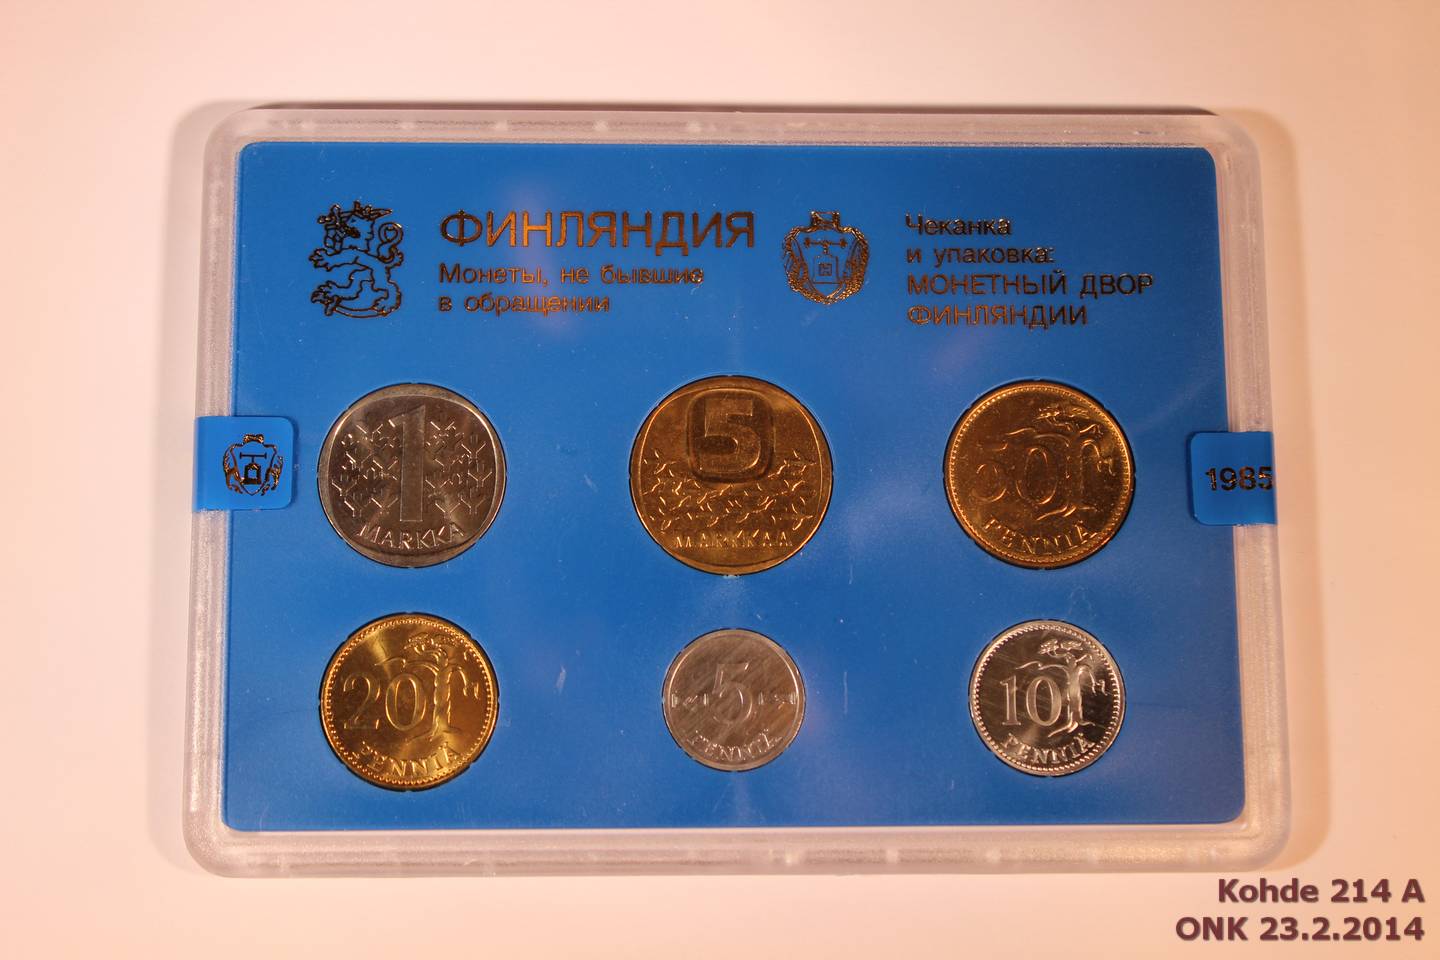 ФИНЛЯНДИЯ
Монеты, не бывшие
в обращении
Чеканка
и упаковка:
МОНЕТНЫЙ ДВОР
ФИНЛЯНДИИ
1
MARKKA
5
MARKKAA
50
PENNIÄ
1985
20
PENNIÄ
5
PENNIÄ
10
PENNIÄ
Kohde 214 A
ONK 23.2.2014